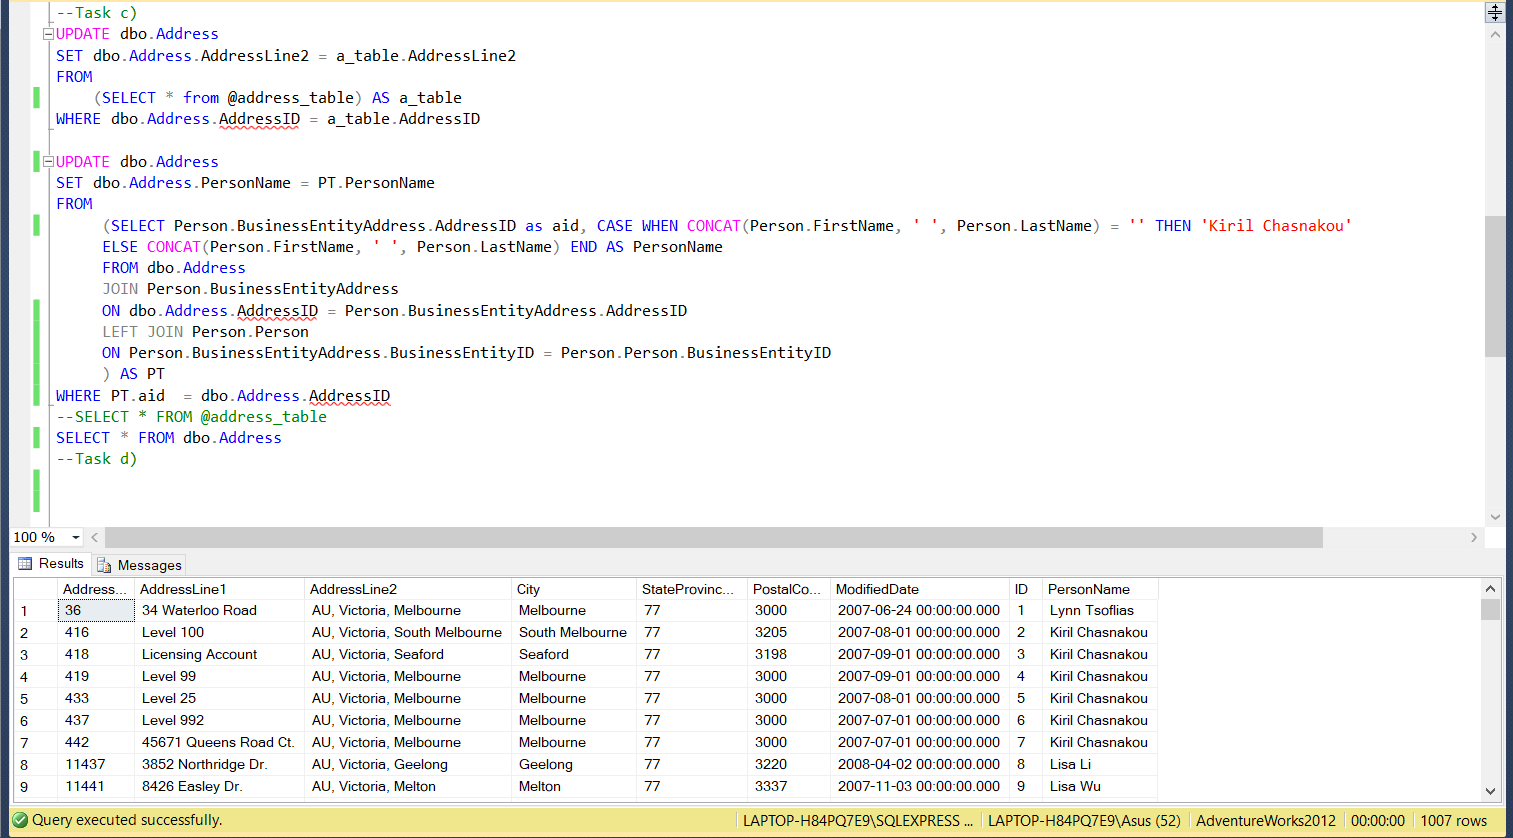 --Task c)
UPDATE dbo.Address
SET dbo.Address.AddressLine2 = a_table.AddressLine2
FROM
(SELECT * from @address_table) AS a_table
WHERE dbo.Address.AddressID = a_table.AddressID
UPDATE dbo.Address
SET dbo.Address.PersonName = PT.PersonName
FROM
(SELECT Person.BusinessEntityAddress.AddressID as aid, CASE WHEN CONCAT(Person.FirstName, ' ', Person.LastName) = '' THEN 'Kiril Chasnakou'
ELSE CONCAT(Person.FirstName, ' ', Person.LastName) END AS PersonName
FROM dbo.Address
JOIN Person.BusinessEntityAddress
ON dbo.Address.AddressID = Person.BusinessEntityAddress.AddressID
LEFT JOIN Person.Person
ON Person.BusinessEntityAddress.BusinessEntityID = Person.Person.BusinessEntityID
) AS PT
WHERE PT.aid  = dbo.Address.AddressID
--SELECT * FROM @address_table
SELECT * FROM dbo.Address
--Task d)
100 %
Results Messages
Address... AddressLine1 AddressLine2 City StateProvinc... PostalCo... ModifiedDate ID PersonName
1 36 34 Waterloo Road AU, Victoria, Melbourne Melbourne 77 3000 2007-06-24 00:00:00.000 1 Lynn Tsoflias
2 416 Level 100 AU, Victoria, South Melbourne South Melbourne 77 3205 2007-08-01 00:00:00.000 2 Kiril Chasnakou
3 418 Licensing Account AU, Victoria, Seaford Seaford 77 3198 2007-09-01 00:00:00.000 3 Kiril Chasnakou
4 419 Level 99 AU, Victoria, Melbourne Melbourne 77 3000 2007-09-01 00:00:00.000 4 Kiril Chasnakou
5 433 Level 25 AU, Victoria, Melbourne Melbourne 77 3000 2007-08-01 00:00:00.000 5 Kiril Chasnakou
6 437 Level 992 AU, Victoria, Melbourne Melbourne 77 3000 2007-07-01 00:00:00.000 6 Kiril Chasnakou
7 442 45671 Queens Road Ct. AU, Victoria, Melbourne Melbourne 77 3000 2007-07-01 00:00:00.000 7 Kiril Chasnakou
8 11437 3852 Northridge Dr. AU, Victoria, Geelong Geelong 77 3220 2008-04-02 00:00:00.000 8 Lisa Li
9 11441 8426 Easley Dr. AU, Victoria, Melton Melton 77 3337 2007-11-03 00:00:00.000 9 Lisa Wu
Query executed successfully. LAPTOP-H84PQ7E9\SQLEXPRESS ... LAPTOP-H84PQ7E9\Asus (52) AdventureWorks2012 00:00:00 1007 rows